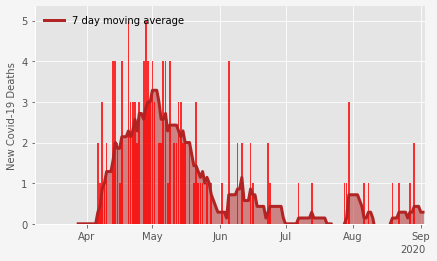 7 day moving average
New Covid-19 Deaths
5
4
3
2
1
0
Apr
May
Jun
Jul
Aug
Sep
2020